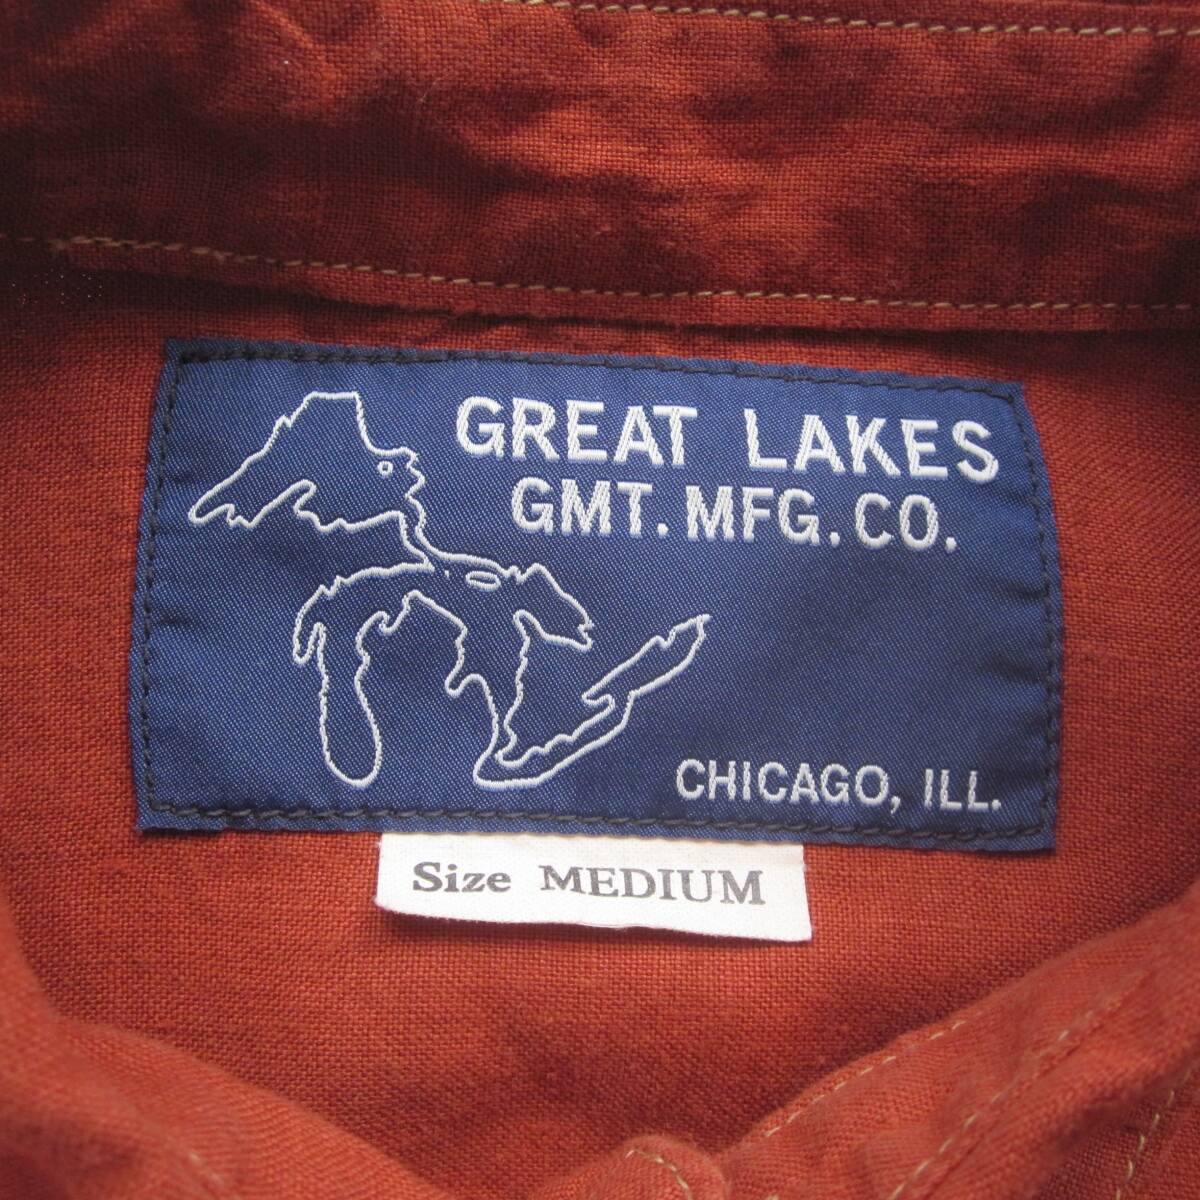 GREAT LAKES
GMT. MFG. CO.
CHICAGO, ILL.
Size MEDIUM